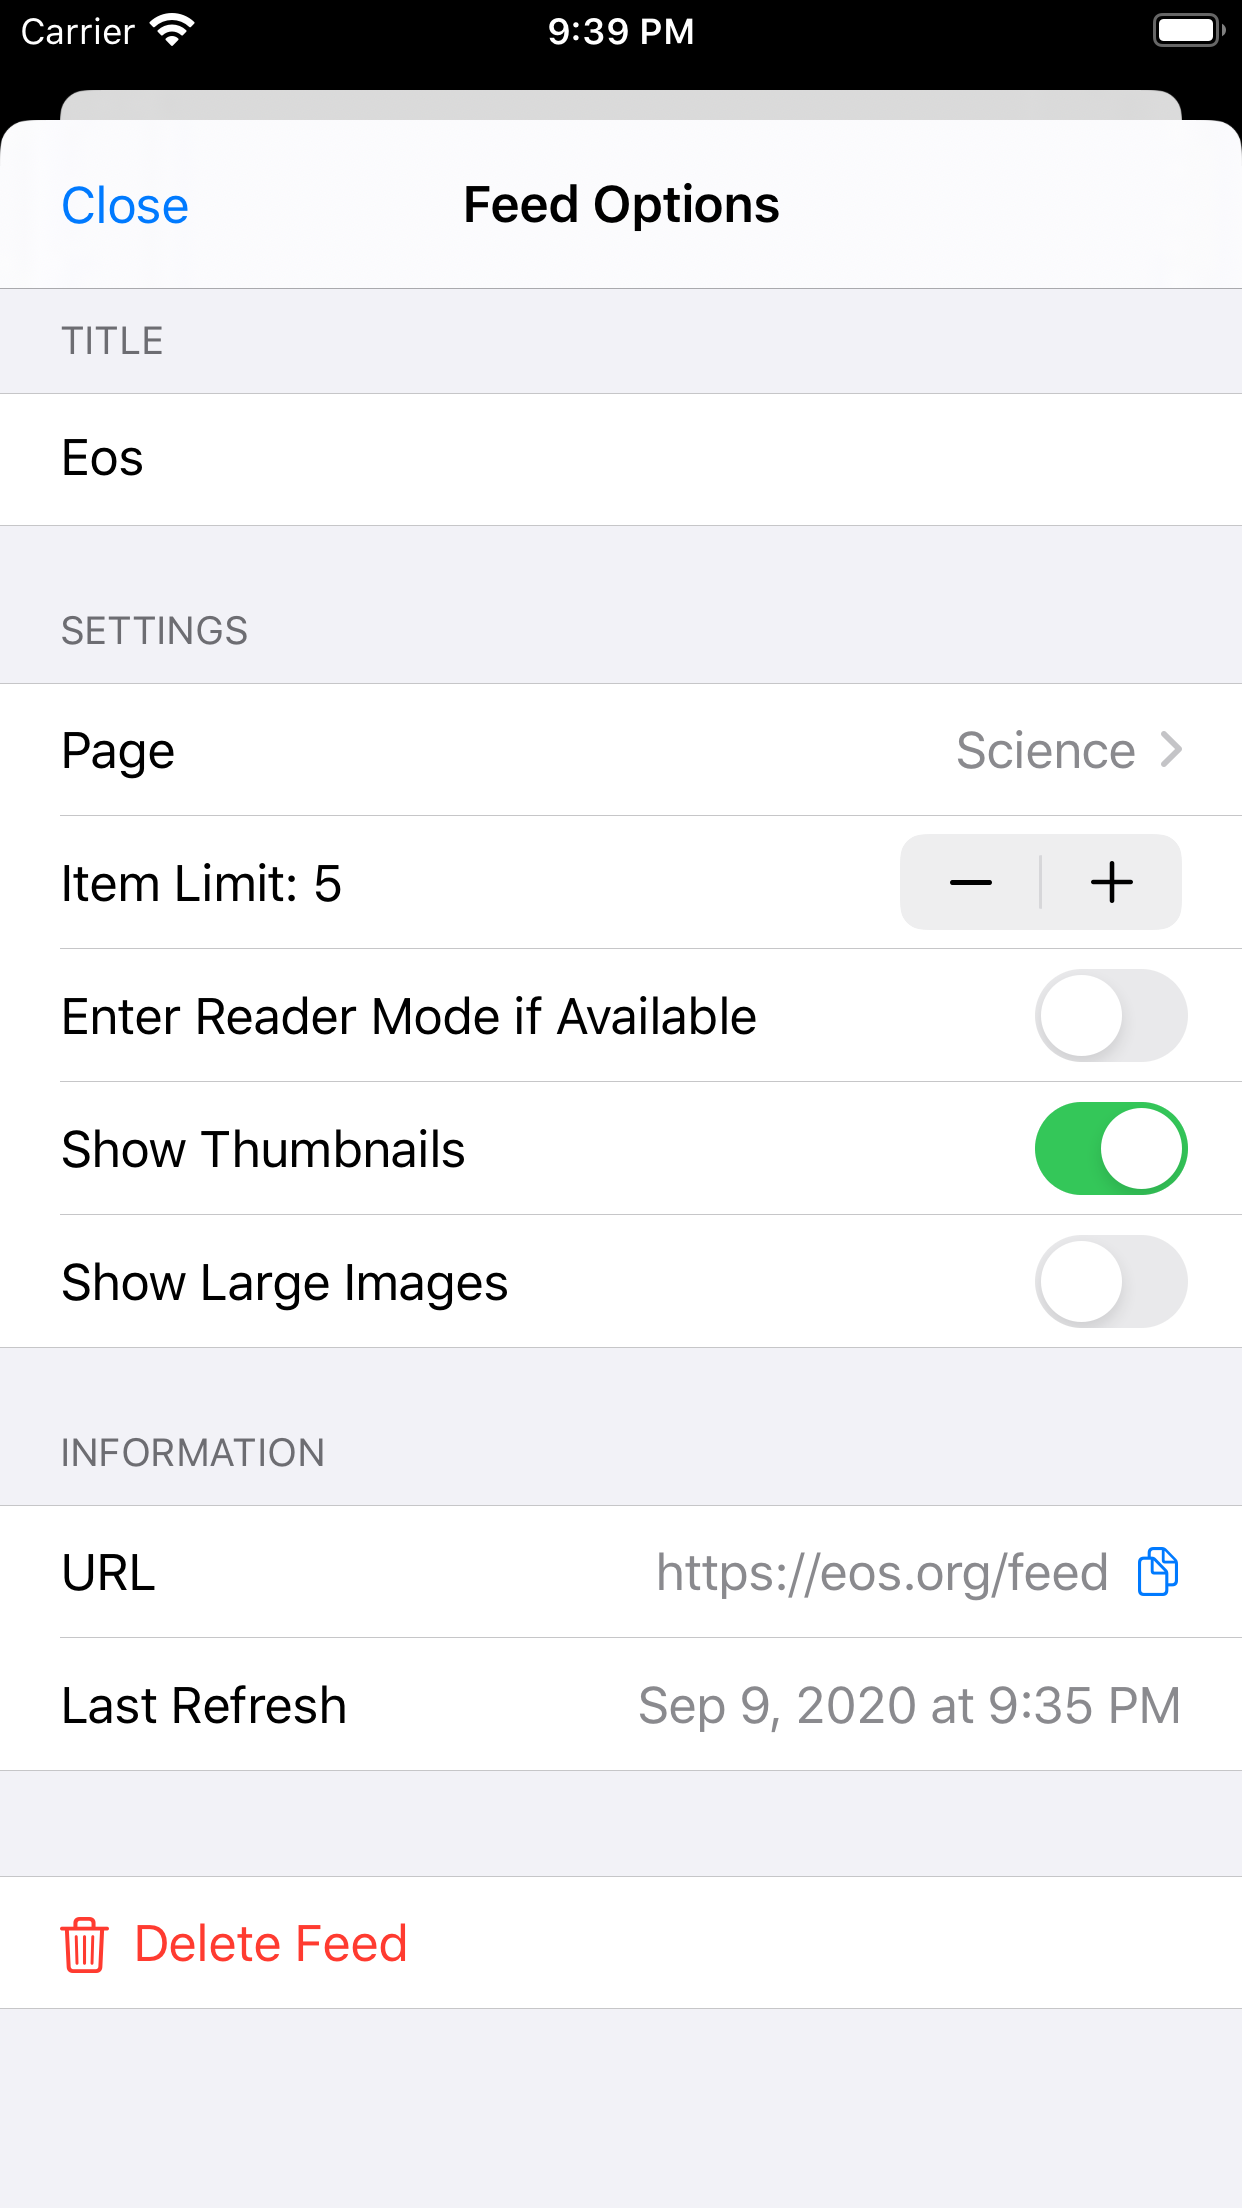 Carrier 9:39 PM
Close Feed Options
TITLE
Eos
SETTINGS
Page Science
Item Limit: 5
Enter Reader Mode if Available
Show Thumbnails
Show Large Images
INFORMATION
URL https://eos.org/feed
Last Refresh Sep 9, 2020 at 9:35 PM
Delete Feed